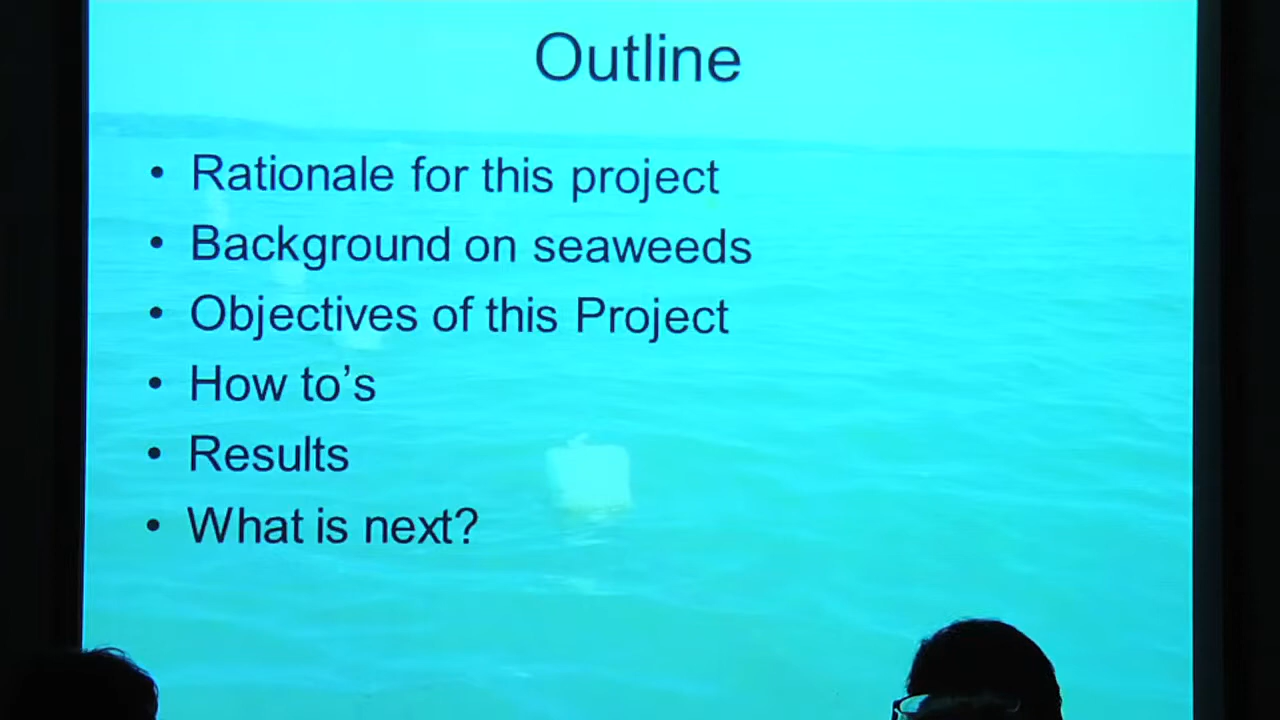 Outline
• Rationale for this project
• Background on seaweeds
• Objectives of this Project
• How to’s
• Results
• What is next?